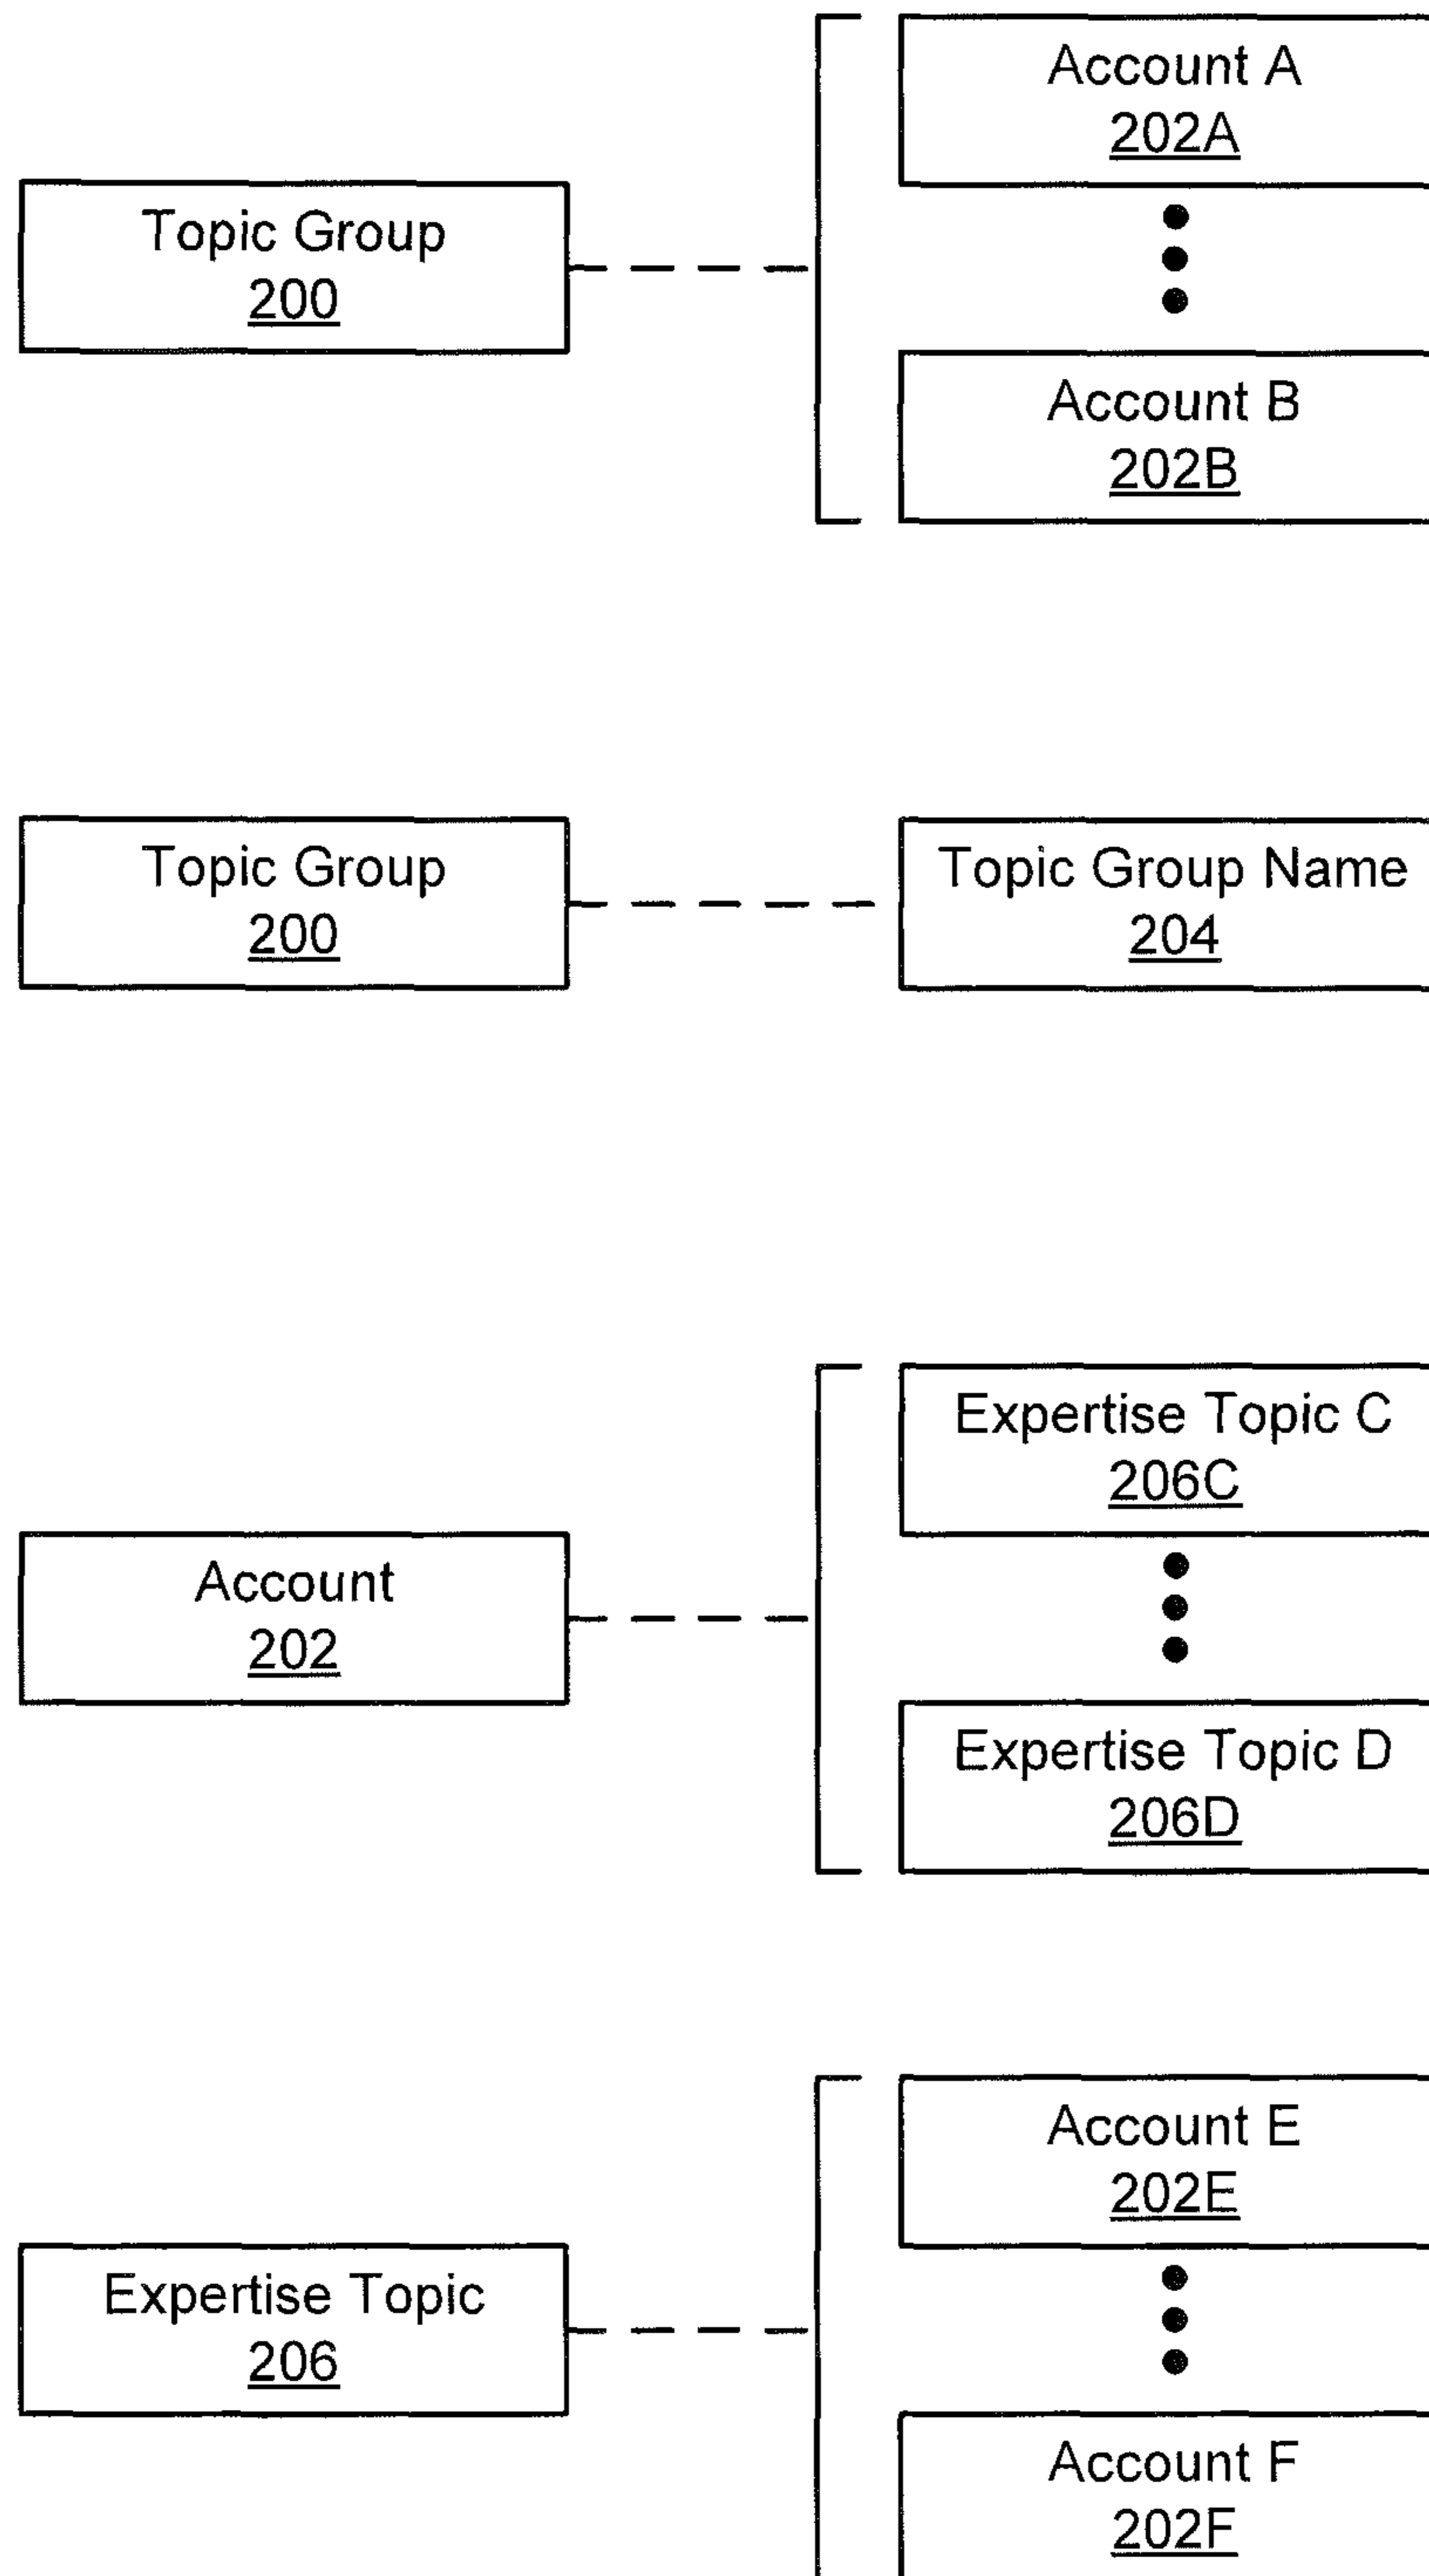 Account A
202A
Topic Group
200
Account B
202B
Topic Group
200
Topic Group Name
204
Expertise Topic C
206C
Account
202
Expertise Topic D
206D
Account E
202E
Expertise Topic
206
Account F
202F